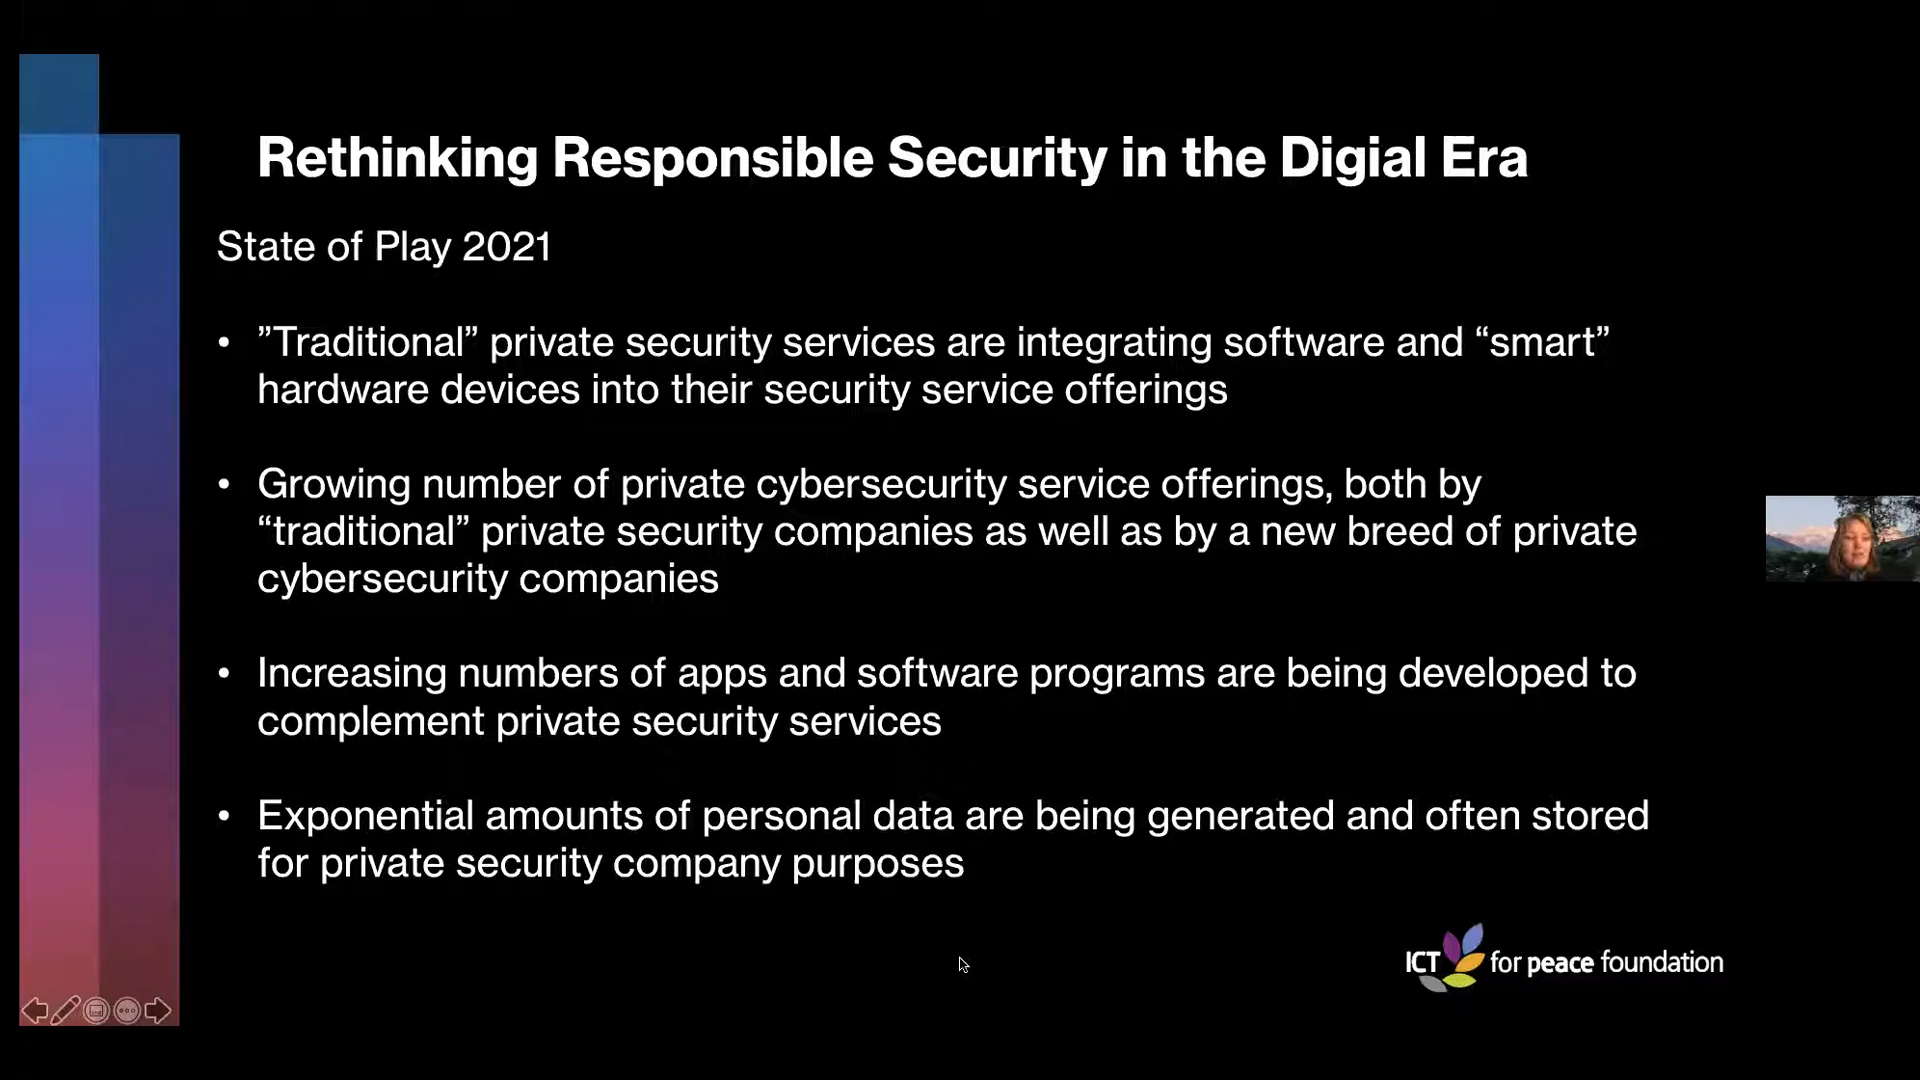 Rethinking Responsible Security in the Digial Era
State of Play 2021
• ”Traditional” private security services are integrating software and “smart”
hardware devices into their security service offerings
• Growing number of private cybersecurity service offerings, both by
“traditional” private security companies as well as by a new breed of private
cybersecurity companies
• Increasing numbers of apps and software programs are being developed to
complement private security services
• Exponential amounts of personal data are being generated and often stored
for private security company purposes
ICT for peace foundation